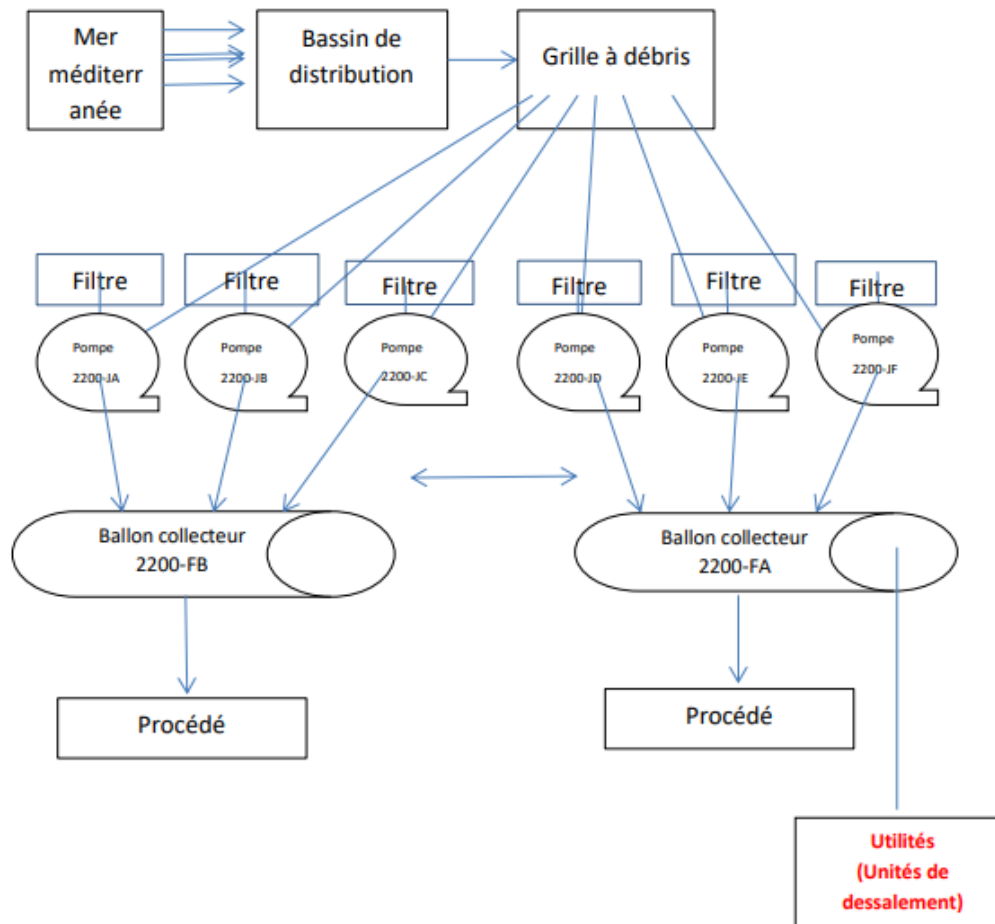 Mer
méditerr
anée
Bassin de
distribution
Grille à débris
Filtre
Filtre
Filtre
Filtre
Filtre
Filtre
Pompe
2200-JA
Pompe
2200-JB
Pompe
2200-JC
Pompe
2200-JD
Pompe
2200-JE
Pompe
2200-JF
Ballon collecteur
2200-FB
Ballon collecteur
2200-FA
Procédé
Procédé
Utilités
(Unités de
dessalement)